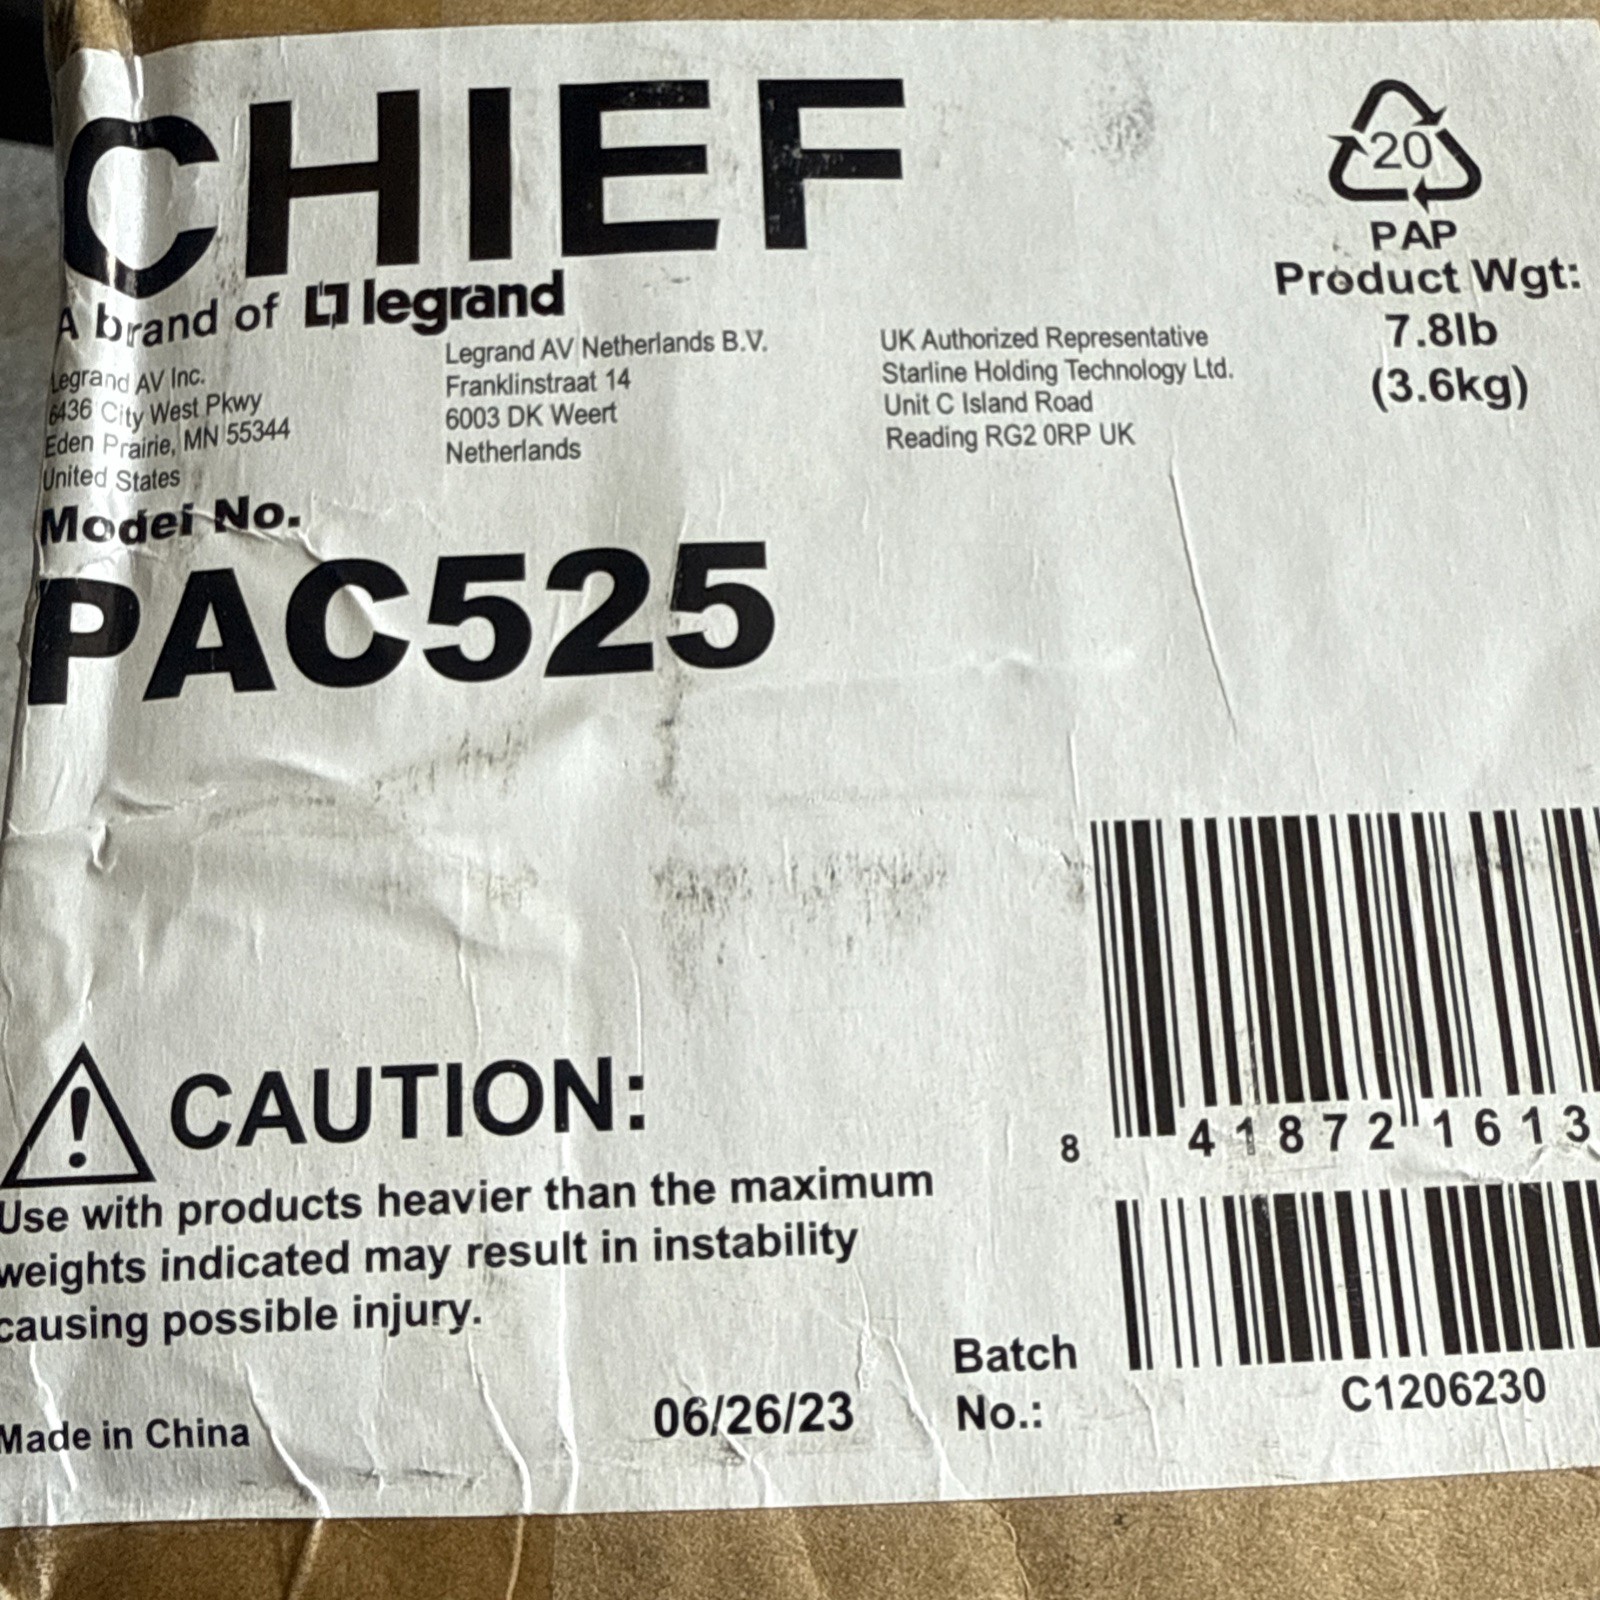 CHIEF
A brand of legrand
Legrand AV Inc.
6436 City West Pkwy
Eden Prairie, MN 55344
United States
Legrand AV Netherlands B.V.
Franklinstraat 14
6003 DK Weert
Netherlands
UK Authorized Representative
Starline Holding Technology Ltd.
Unit C Island Road
Reading RG2 0RP UK
20
PAP
Product Wgt:
7.8lb
(3.6kg)
Model No.
PAC525
8 41872 1613
CAUTION:
Use with products heavier than the maximum
weights indicated may result in instability
causing possible injury.
Made in China
06/26/23
Batch
No.:
C1206230